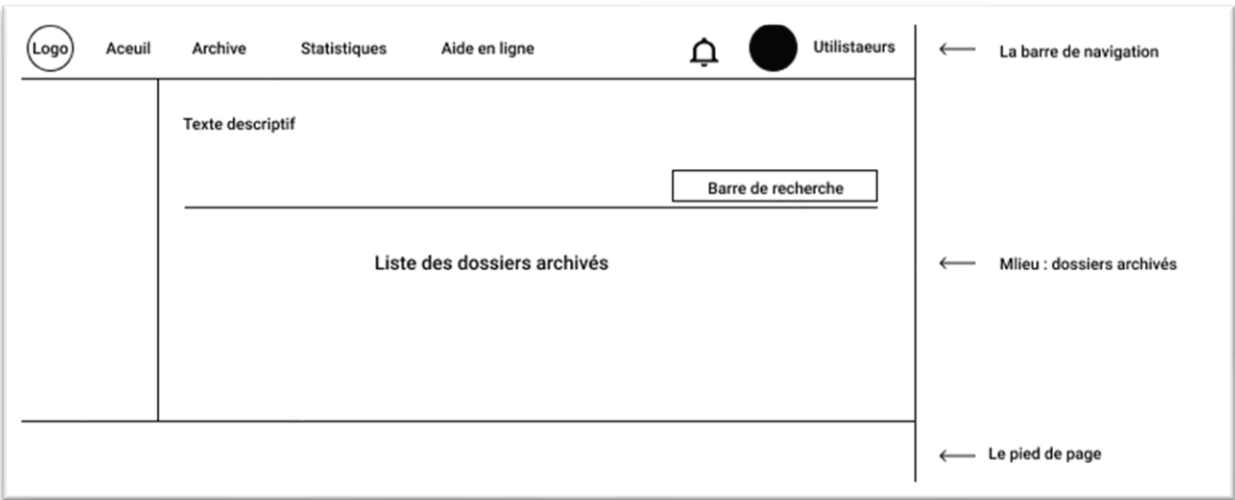 Logo Aceuil Archive Statistiques Aide en ligne Utilistaeurs
La barre de navigation
Texte descriptif
Barre de recherche
Liste des dossiers archivés
Mlieu : dossiers archivés
Le pied de page